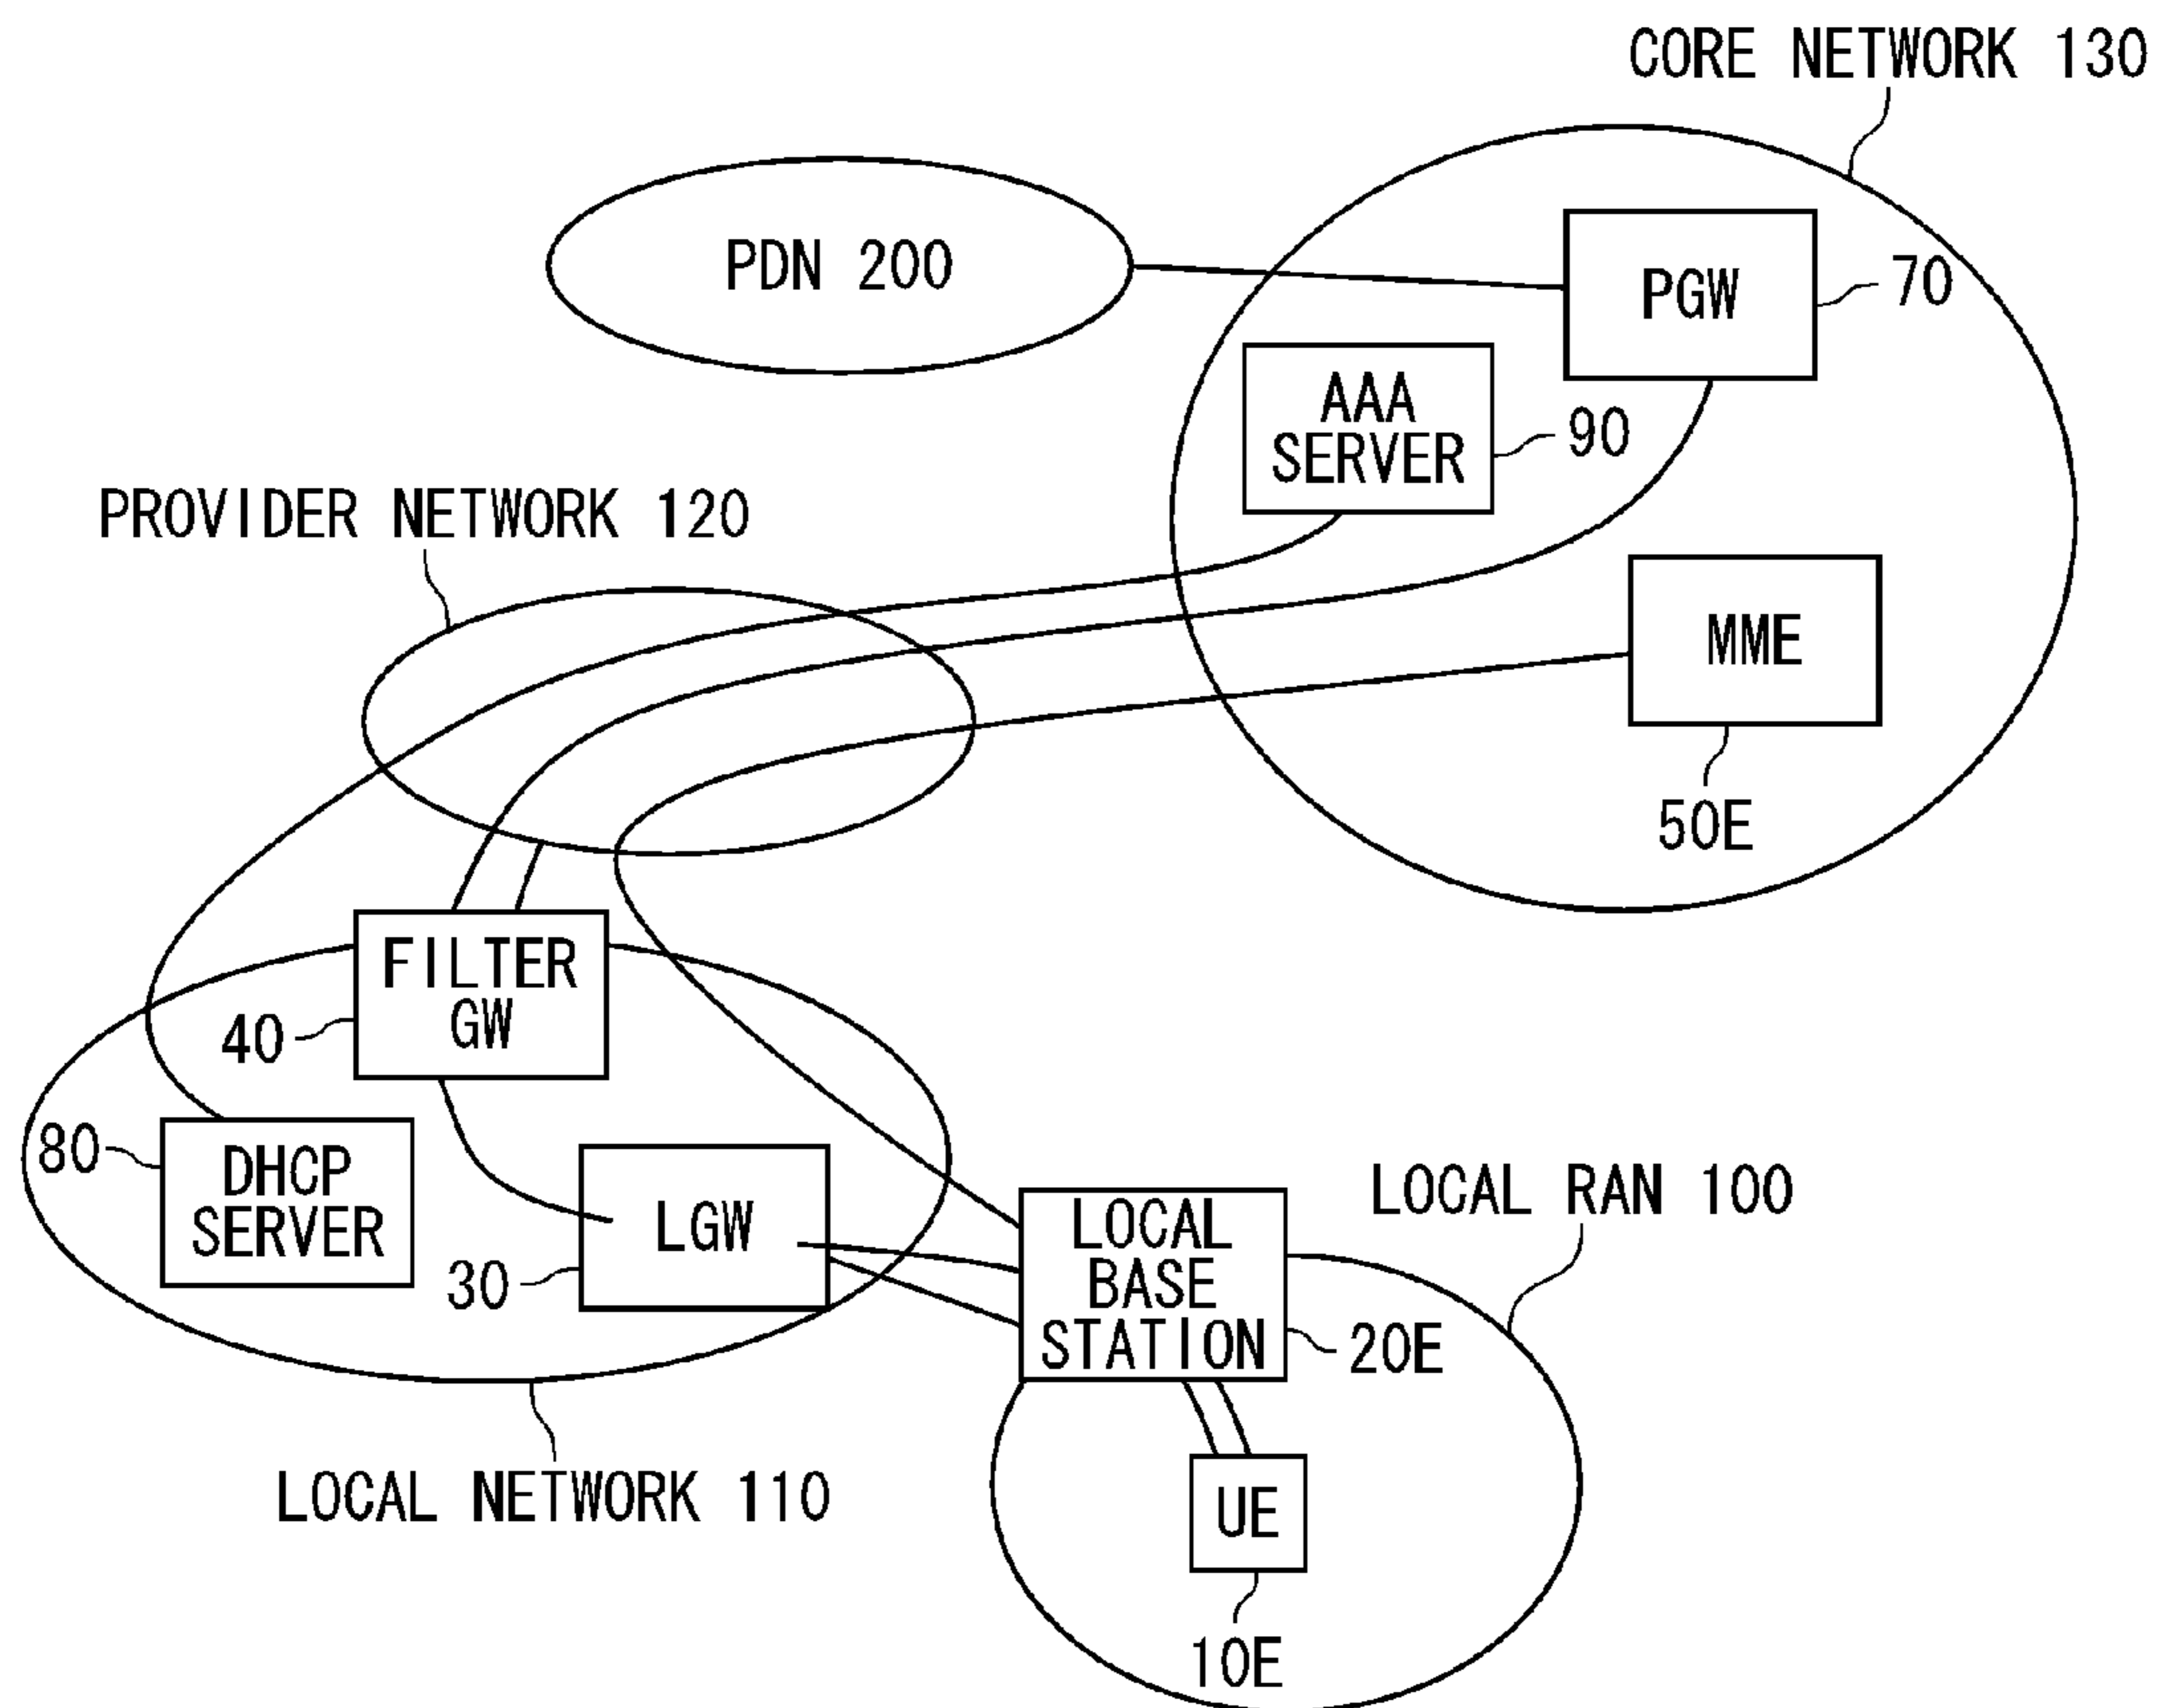 CORE NETWORK 130
PDN 200
PGW
70
AAA
SERVER
90
PROVIDER NETWORK 120
MME
50E
FILTER
GW
40
80
DHCP
SERVER
LGW
30
LOCAL
BASE
STATION
20E
LOCAL RAN 100
LOCAL NETWORK 110
UE
10E